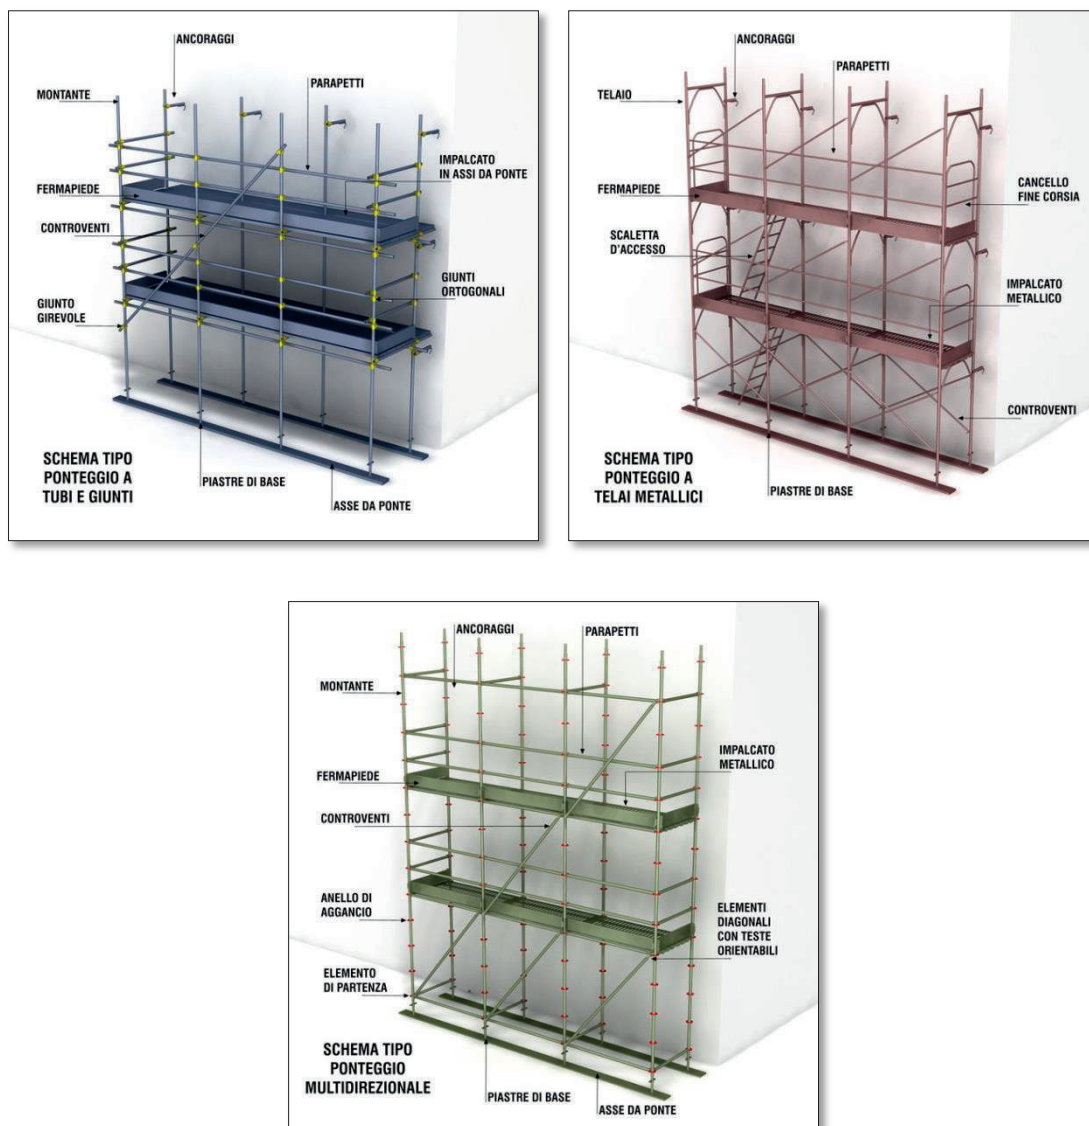 ANCORAGGI
PARAPETTI
MONTANTE
IMPALCATO
IN ASSI DA PONTE
FERMAPIEDE
CONTROVENTI
GIUNTI
ORTOGONALI
GIUNTO
GIREVOLE
SCHEMA TIPO
PONTEGGIO A
TUBI E GIUNTI
PIASTRE DI BASE
ASSE DA PONTE
ANCORAGGI
PARAPETTI
TELAIO
FERMAPIEDE
CANCELLO
FINE CORSIA
SCALETTA
D'ACCESSO
IMPALCATO
METALLICO
CONTROVENTI
SCHEMA TIPO
PONTEGGIO A
TELAI METALLICI
PIASTRE DI BASE
ANCORAGGI
PARAPETTI
MONTANTE
IMPALCATO
METALLICO
FERMAPIEDE
CONTROVENTI
ANELLO DI
AGGANCIO
ELEMENTI
DIAGONALI
CON TESTE
ORIENTABILI
ELEMENTO
DI PARTENZA
SCHEMA TIPO
PONTEGGIO
MULTIDIREZIONALE
PIASTRE DI BASE
ASSE DA PONTE